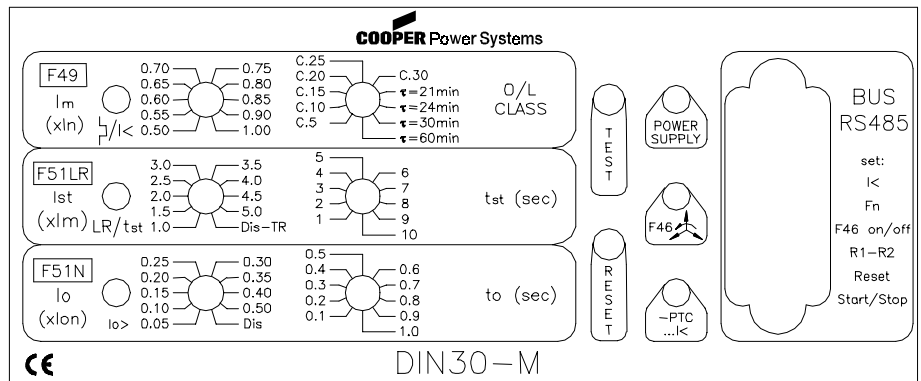 COOPER Power Systems
F49
Im
(xIn)
/I<
0.70
0.65
0.60
0.55
0.50
0.75
0.80
0.85
0.90
1.00
C.25
C.20
C.15
C.10
C.5
C.30
τ=21min
τ=24min
τ=30min
τ=60min
O/L
CLASS
F51LR
Ist
(xIm)
LR/tst
3.0
2.5
2.0
1.5
1.0
3.5
4.0
4.5
5.0
Dis-TR
5
4
3
2
1
6
7
8
9
10
tst (sec)
F51N
Io
(xIon)
Io>
0.25
0.20
0.15
0.10
0.05
0.30
0.35
0.40
0.50
Dis
0.5
0.4
0.3
0.2
0.1
0.6
0.7
0.8
0.9
1.0
to (sec)
TEST
RESET
POWER
SUPPLY
F46
-PTC
...I<
BUS
RS485
set:
I<
Fn
F46 on/off
R1-R2
Reset
Start/Stop
CE
DIN30-M